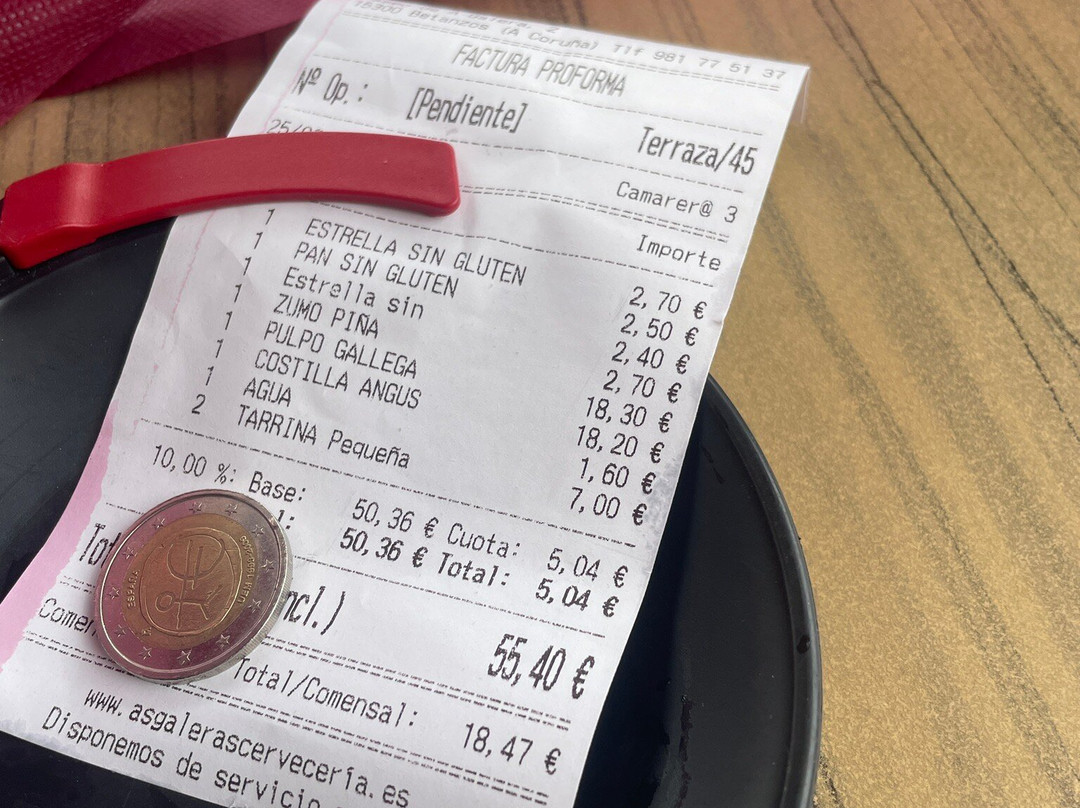 15300 Betanzos (A Coruña) Tlf 981 77 51 37
FACTURA PROFORMA
Nº Op.: [Pendiente] Terraza/45
Camarer@ 3
Importe
1 ESTRELLA SIN GLUTEN 2,70 €
1 PAN SIN GLUTEN 2,50 €
1 Estrella sin 2,40 €
1 ZUMO PIÑA 2,70 €
1 PULPO GALLEGA 18,30 €
1 COSTILLA ANGUS 18,20 €
1 AGUA 1,60 €
2 TARRINA Pequeña 7,00 €
10,00 %: Base: 50,36 € Cuota: 5,04 €
50,36 € Total: 5,04 €
55,40 €
Total/Comensal: 18,47 €
www.asgalerascervecería.es
Disponemos de servicio
ESPAÑA